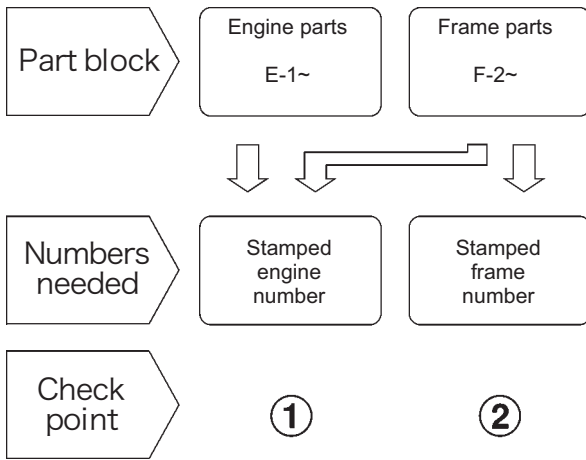 Part block
Engine parts
E-1~
Frame parts
F-2~
Numbers
needed
Stamped
engine
number
Stamped
frame
number
Check
point
①
②